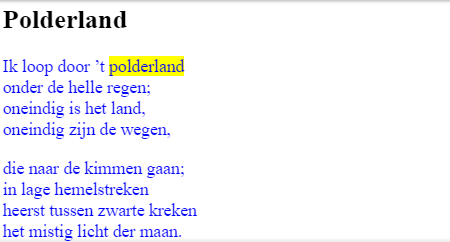 Polderland
Ik loop door ’t polderland
onder de helle regen;
oneindig is het land,
oneindig zijn de wegen,
die naar de kimmen gaan;
in lage hemelstreken
heerst tussen zwarte kreken
het mistig licht der maan.